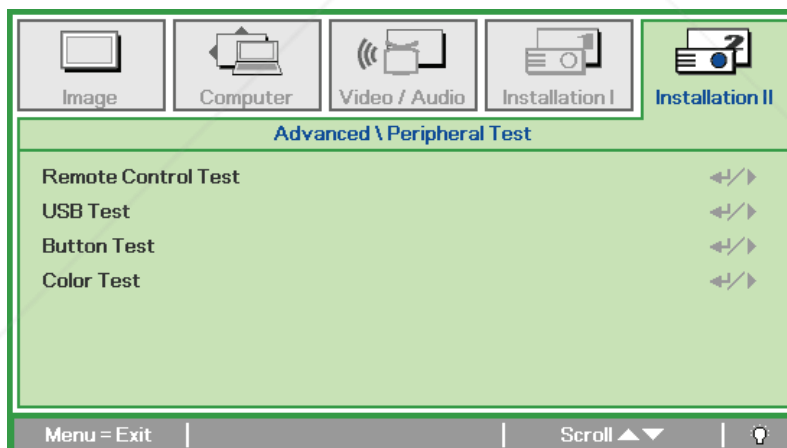 Image
Computer
Video / Audio
Installation I
Installation II
Advanced \ Peripheral Test
Remote Control Test
USB Test
Button Test
Color Test
Menu = Exit
Scroll ▲▼